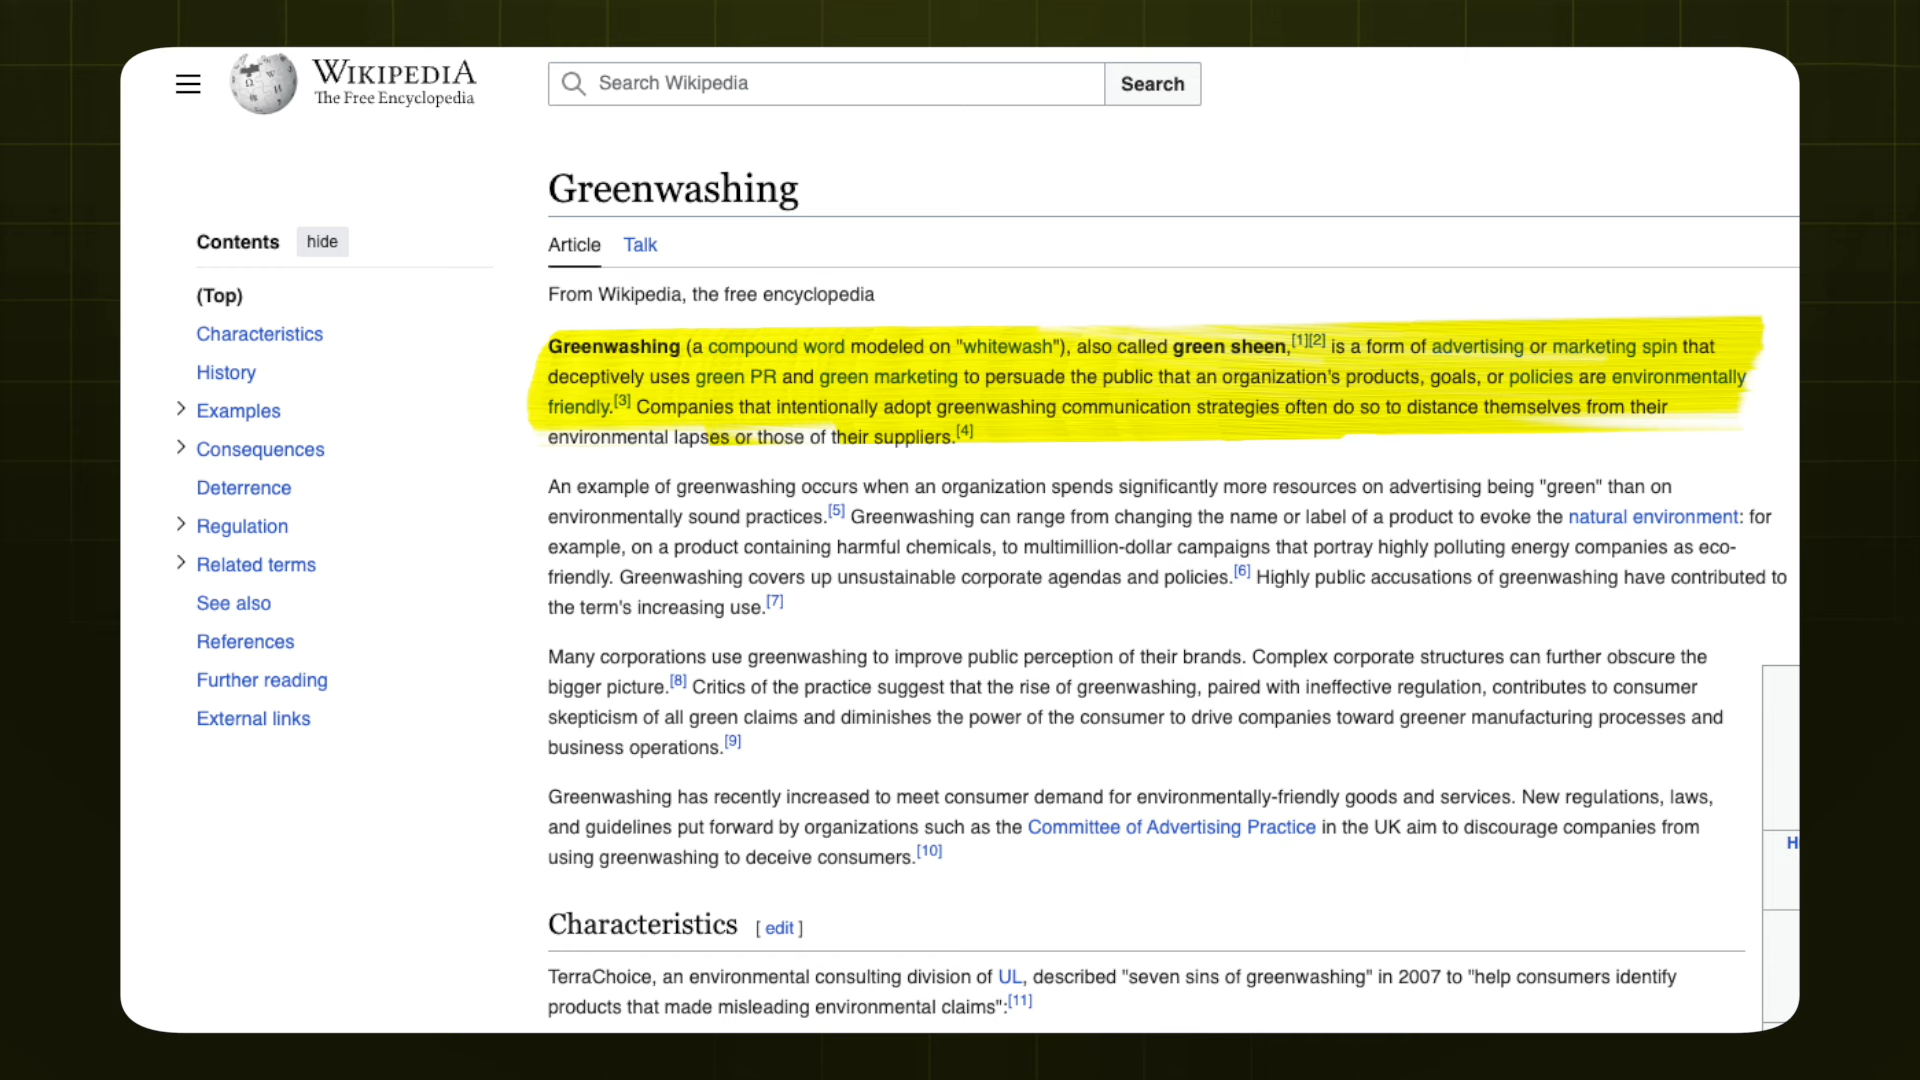 WIKIPEDIA
The Free Encyclopedia
Search Wikipedia
Search
Greenwashing
Contents hide
(Top)
Characteristics
History
Examples
Consequences
Deterrence
Regulation
Related terms
See also
References
Further reading
External links
Article Talk
From Wikipedia, the free encyclopedia
Greenwashing (a compound word modeled on "whitewash"), also called green sheen,[1][2] is a form of advertising or marketing spin that
deceptively uses green PR and green marketing to persuade the public that an organization's products, goals, or policies are environmentally
friendly.[3] Companies that intentionally adopt greenwashing communication strategies often do so to distance themselves from their
environmental lapses or those of their suppliers.[4]
An example of greenwashing occurs when an organization spends significantly more resources on advertising being "green" than on
environmentally sound practices.[5] Greenwashing can range from changing the name or label of a product to evoke the natural environment: for
example, on a product containing harmful chemicals, to multimillion-dollar campaigns that portray highly polluting energy companies as eco-
friendly. Greenwashing covers up unsustainable corporate agendas and policies.[6] Highly public accusations of greenwashing have contributed to
the term's increasing use.[7]
Many corporations use greenwashing to improve public perception of their brands. Complex corporate structures can further obscure the
bigger picture.[8] Critics of the practice suggest that the rise of greenwashing, paired with ineffective regulation, contributes to consumer
skepticism of all green claims and diminishes the power of the consumer to drive companies toward greener manufacturing processes and
business operations.[9]
Greenwashing has recently increased to meet consumer demand for environmentally-friendly goods and services. New regulations, laws,
and guidelines put forward by organizations such as the Committee of Advertising Practice in the UK aim to discourage companies from
using greenwashing to deceive consumers.[10]
Characteristics [ edit ]
TerraChoice, an environmental consulting division of UL, described "seven sins of greenwashing" in 2007 to "help consumers identify
products that made misleading environmental claims":[11]